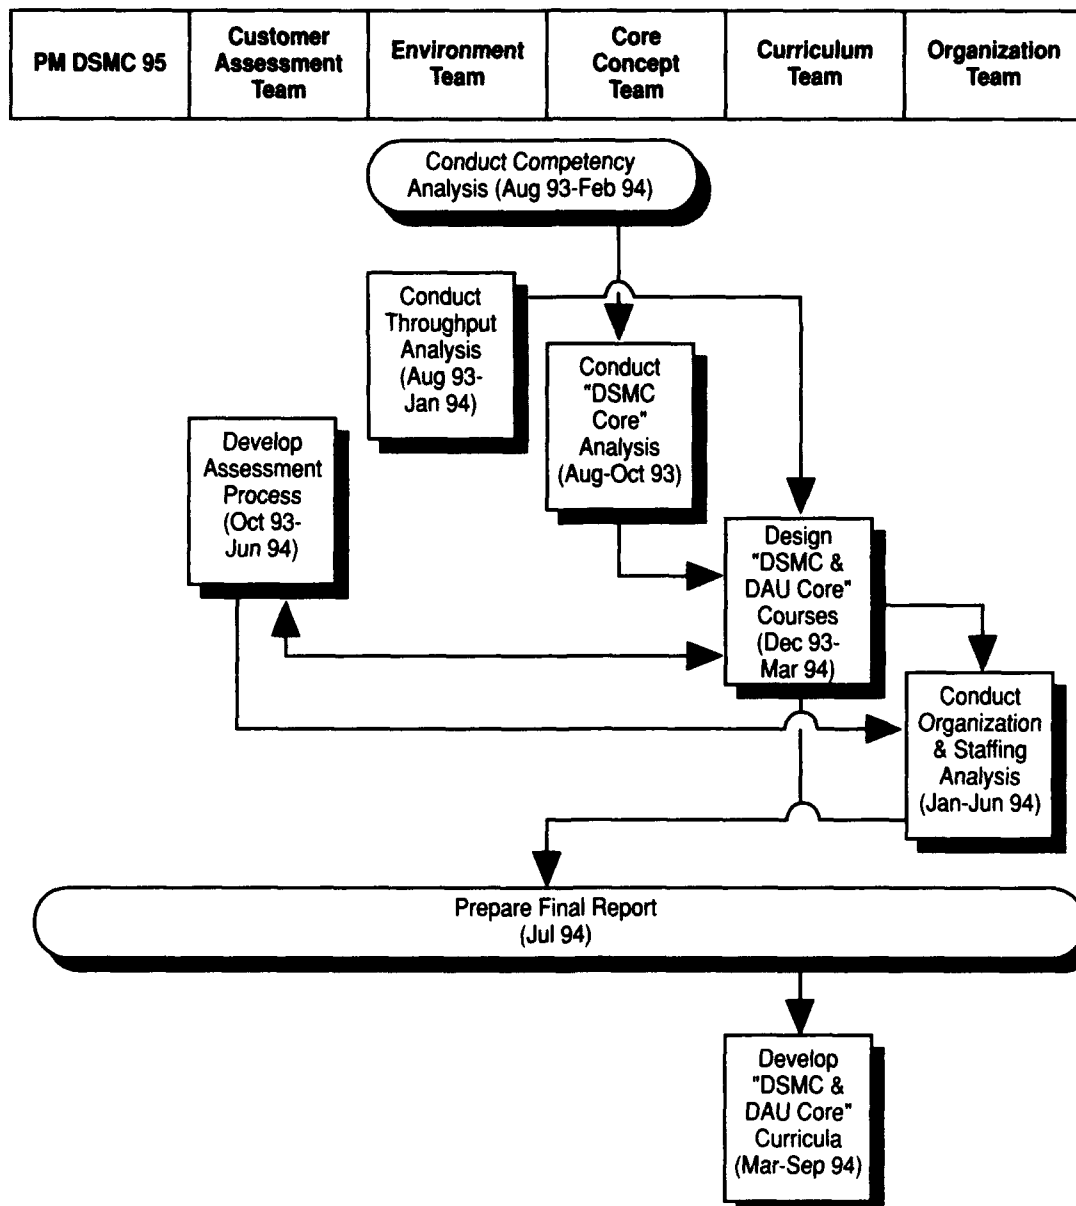 PM DSMC 95
Customer
Assessment
Team
Environment
Team
Core
Concept
Team
Curriculum
Team
Organization
Team
Conduct Competency
Analysis (Aug 93-Feb 94)
Conduct
Throughput
Analysis
(Aug 93-
Jan 94)
Conduct
"DSMC
Core"
Analysis
(Aug-Oct 93)
Develop
Assessment
Process
(Oct 93-
Jun 94)
Design
"DSMC &
DAU Core"
Courses
(Dec 93-
Mar 94)
Conduct
Organization
& Staffing
Analysis
(Jan-Jun 94)
Prepare Final Report
(Jul 94)
Develop
"DSMC &
DAU Core"
Curricula
(Mar-Sep 94)